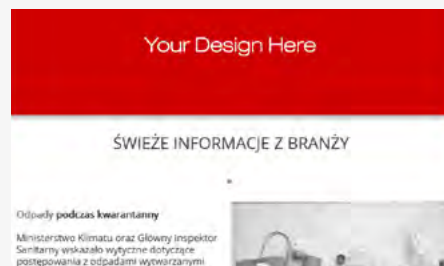 Your Design Here
ŚWIEŻE INFORMACJE Z BRANŻY
Odpady podczas kwarantanny
Ministerstwo Klimatu oraz Główny Inspektor
Sanitarny wskazało wytyczne dotyczące
postępowania z odpadami wytwarzanymi